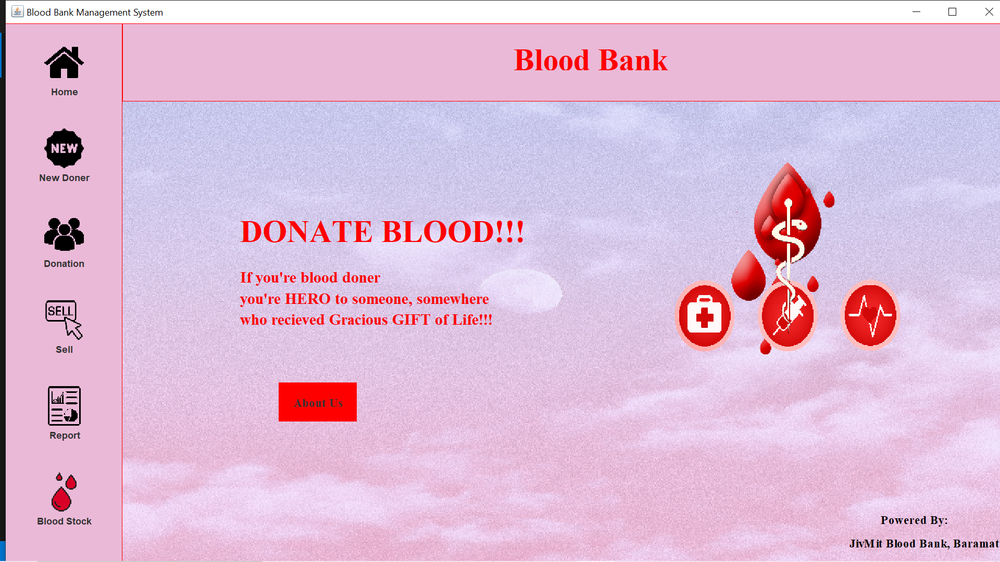 Blood Bank Management System
Blood Bank
Home
NEW
New Doner
Donation
SELL
Sell
Report
Blood Stock
DONATE BLOOD!!!
If you're blood doner
you're HERO to someone, somewhere
who recieved Gracious GIFT of Life!!!
About Us
Powered By:
JivMit Blood Bank, Baramat